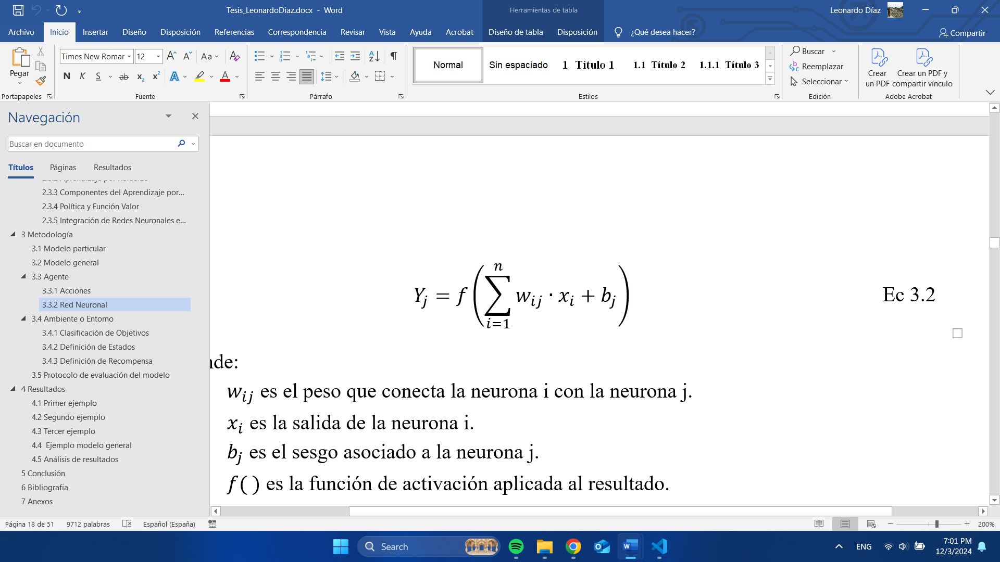 Tesis_LeonardoDiaz.docx - Word
Herramientas de tabla
Leonardo Díaz
Archivo Inicio Insertar Diseño Disposición Referencias Correspondencia Revisar Vista Ayuda Acrobat Diseño de tabla Disposición ¿Qué desea hacer? Compartir
Pegar
Portapapeles
Times New Romar 12
Aa
N K S ab x₂ x² A A
Fuente
Párrafo
Normal
Sin espaciado
1 Título 1
1.1 Título 2
1.1.1 Título 3
Estilos
Buscar
Reemplazar
Seleccionar
Edición
Crear un PDF
Crear un PDF y compartir vínculo
Adobe Acrobat
Navegación
Buscar en documento
Títulos Páginas Resultados
2.3.3 Componentes del Aprendizaje por...
2.3.4 Política y Función Valor
2.3.5 Integración de Redes Neuronales e...
3 Metodología
3.1 Modelo particular
3.2 Modelo general
3.3 Agente
3.3.1 Acciones
3.3.2 Red Neuronal
3.4 Ambiente o Entorno
3.4.1 Clasificación de Objetivos
3.4.2 Definición de Estados
3.4.3 Definición de Recompensa
3.5 Protocolo de evaluación del modelo
4 Resultados
4.1 Primer ejemplo
4.2 Segundo ejemplo
4.3 Tercer ejemplo
4.4 Ejemplo modelo general
4.5 Análisis de resultados
5 Conclusión
6 Bibliografia
7 Anexos
Y_j = f(∑_{i=1}^{n} w_{ij} · x_i + b_j) Ec 3.2
nde:
w_{ij} es el peso que conecta la neurona i con la neurona j.
x_i es la salida de la neurona i.
b_j es el sesgo asociado a la neurona j.
f( ) es la función de activación aplicada al resultado.
Página 18 de 51 9712 palabras Español (España) 200%
Search
ENG
7:01 PM
12/3/2024